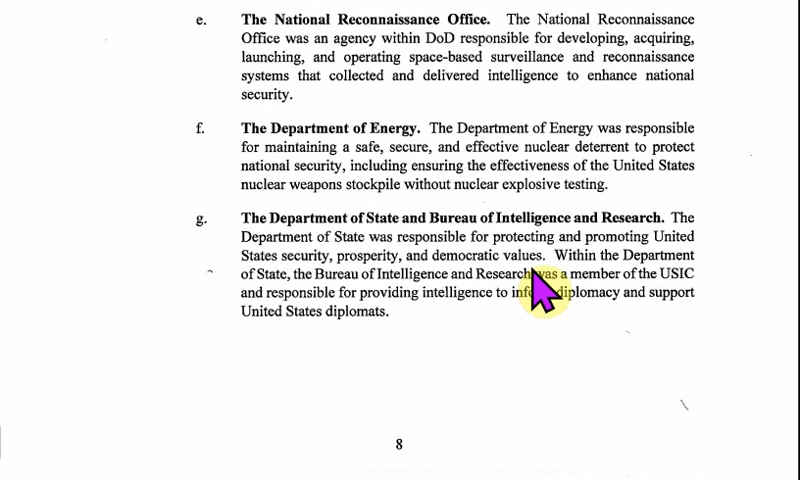 e. The National Reconnaissance Office. The National Reconnaissance
Office was an agency within DoD responsible for developing, acquiring,
launching, and operating space-based surveillance and reconnaissance
systems that collected and delivered intelligence to enhance national
security.
f. The Department of Energy. The Department of Energy was responsible
for maintaining a safe, secure, and effective nuclear deterrent to protect
national security, including ensuring the effectiveness of the United States
nuclear weapons stockpile without nuclear explosive testing.
g. The Department of State and Bureau of Intelligence and Research. The
Department of State was responsible for protecting and promoting United
States security, prosperity, and democratic values. Within the Department
of State, the Bureau of Intelligence and Research was a member of the USIC
and responsible for providing intelligence to inform diplomacy and support
United States diplomats.
8